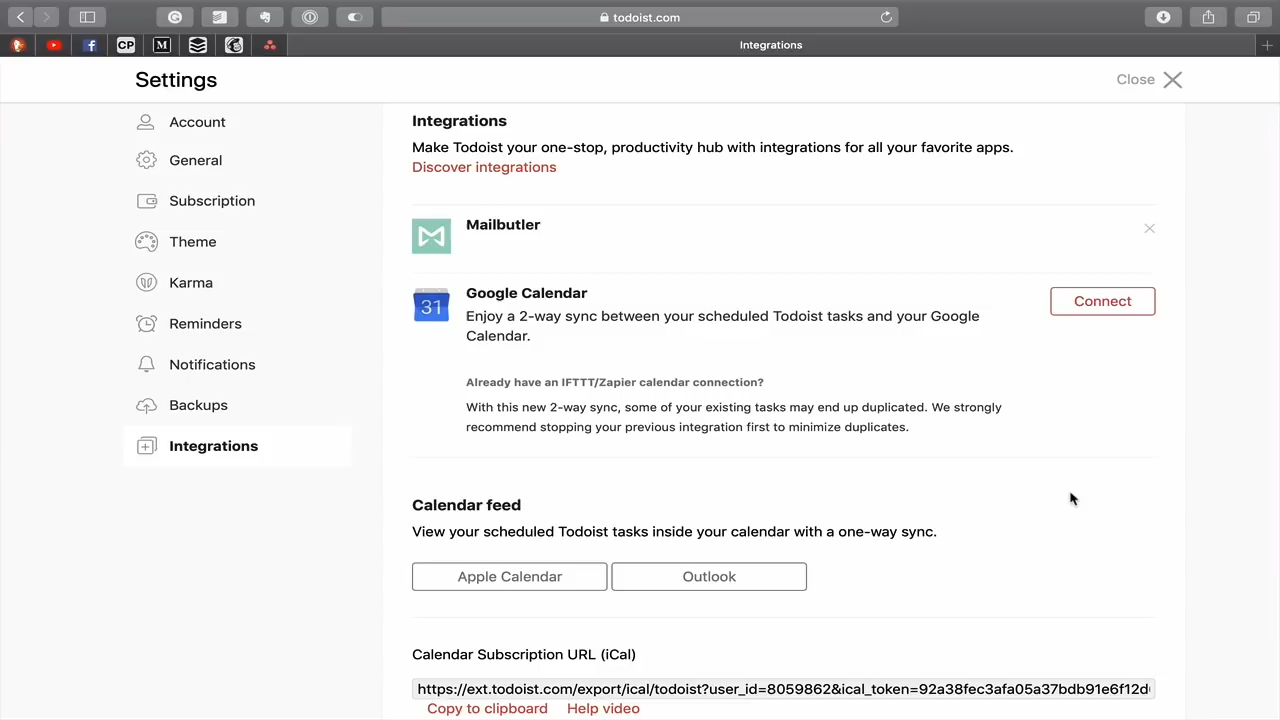 todoist.com
CP
M
Integrations
Settings
Close
Account
General
Subscription
Theme
Karma
Reminders
Notifications
Backups
Integrations
Integrations
Make Todoist your one-stop, productivity hub with integrations for all your favorite apps.
Discover integrations
Mailbutler
31
Google Calendar
Enjoy a 2-way sync between your scheduled Todoist tasks and your Google
Calendar.
Connect
Already have an IFTTT/Zapier calendar connection?
With this new 2-way sync, some of your existing tasks may end up duplicated. We strongly
recommend stopping your previous integration first to minimize duplicates.
Calendar feed
View your scheduled Todoist tasks inside your calendar with a one-way sync.
Apple Calendar
Outlook
Calendar Subscription URL (iCal)
https://ext.todoist.com/export/ical/todoist?user_id=8059862&ical_token=92a38fec3afa05a37bdb91e6f12d
Copy to clipboard Help video